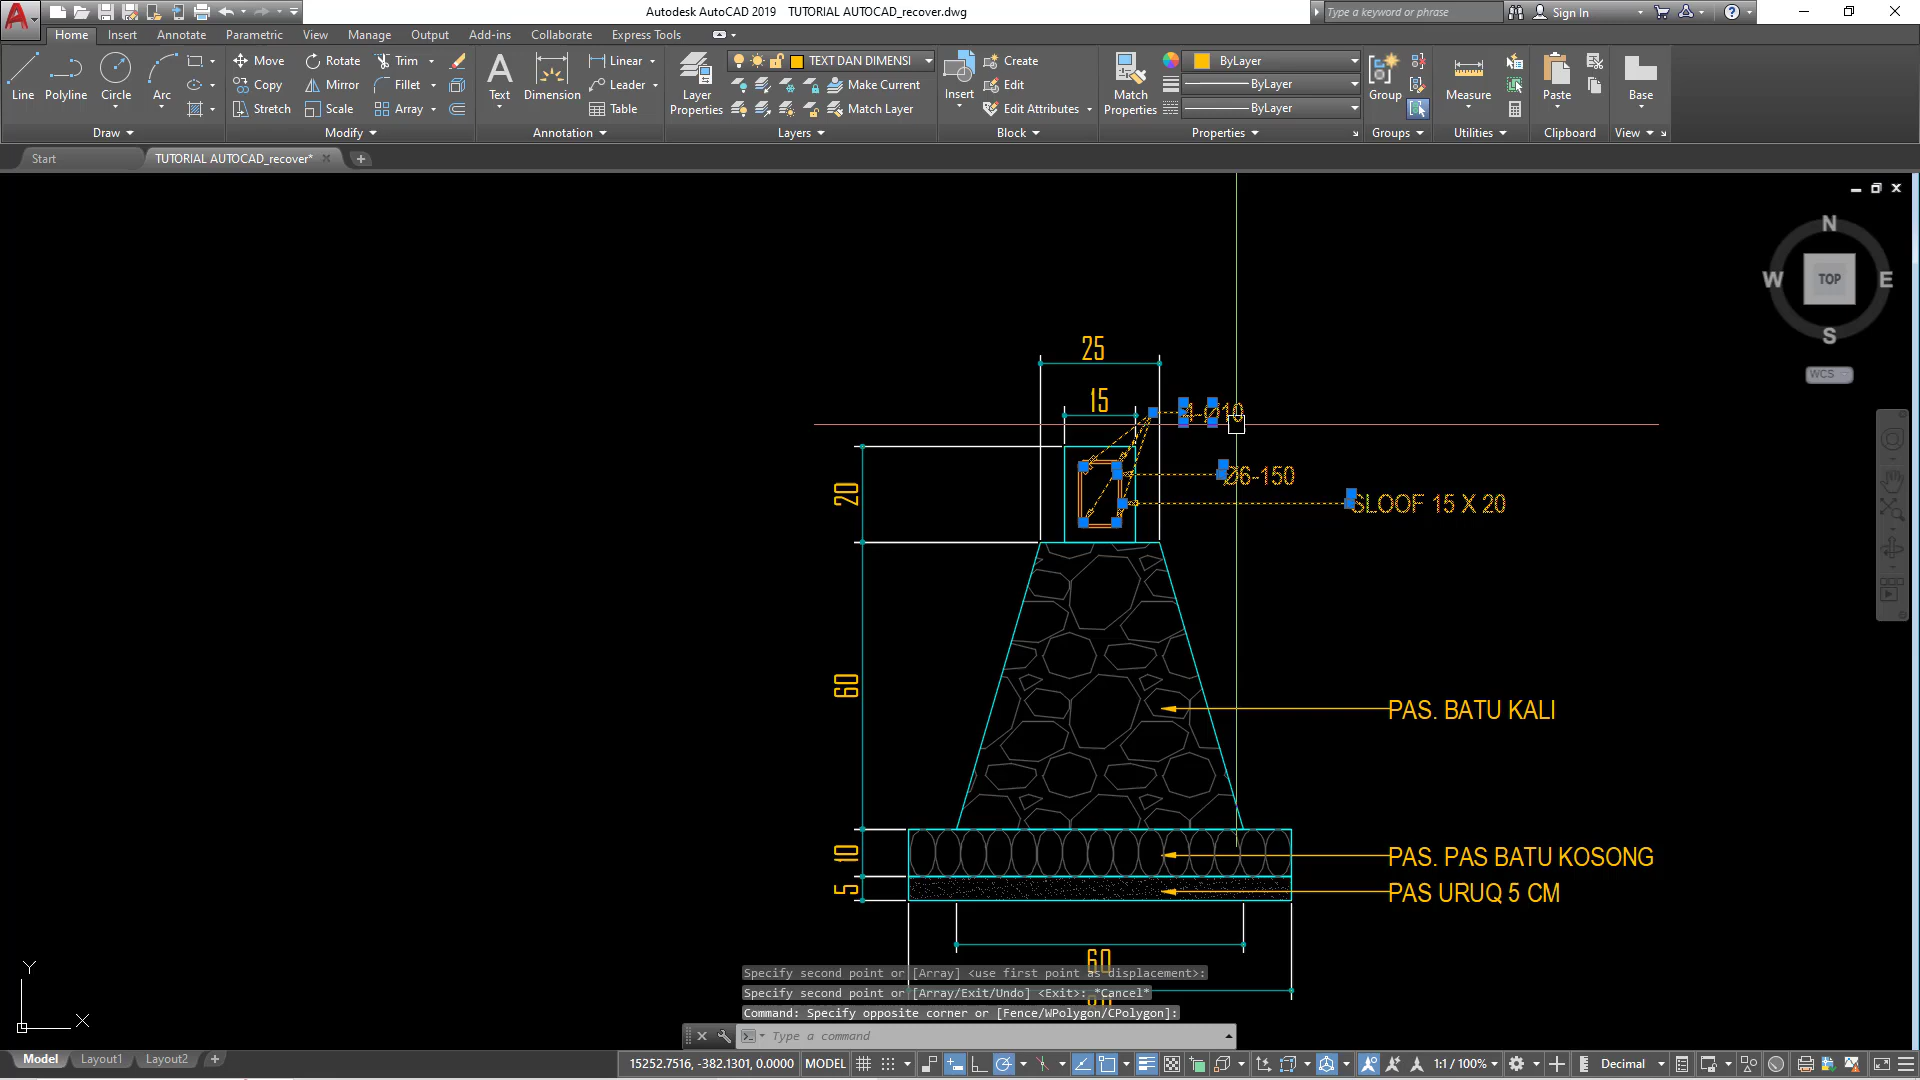 Autodesk AutoCAD 2019 TUTORIAL AUTOCAD_recover.dwg
Type a keyword or phrase
Sign In
Home Insert Annotate Parametric View Manage Output Add-ins Collaborate Express Tools
Line Polyline Circle Arc
Move Rotate Trim
Copy Mirror Fillet
Stretch Scale Array
Text Dimension
Linear
Leader
Table
Layer Properties
TEXT DAN DIMENSI
Make Current
Match Layer
Insert
Create
Edit
Edit Attributes
Match Properties
ByLayer
ByLayer
ByLayer
Group
Measure
Paste
Base
Draw Modify Annotation Layers Block Properties Groups Utilities Clipboard View
Start TUTORIAL AUTOCAD_recover*
N
W TOP E
S
WCS
25
15
4-Ø10
Ø6-150
SLOOF 15 X 20
20
60
PAS. BATU KALI
10
PAS. PAS BATU KOSONG
5
PAS URUQ 5 CM
60
Y
X
Specify second point or [Array] <use first point as displacement>:
Specify second point or [Array/Exit/Undo] <Exit>: *Cancel*
Command: Specify opposite corner or [Fence/WPolygon/CPolygon]:
Type a command
Model Layout1 Layout2
15252.7516, -382.1301, 0.0000 MODEL
1:1 / 100%
Decimal